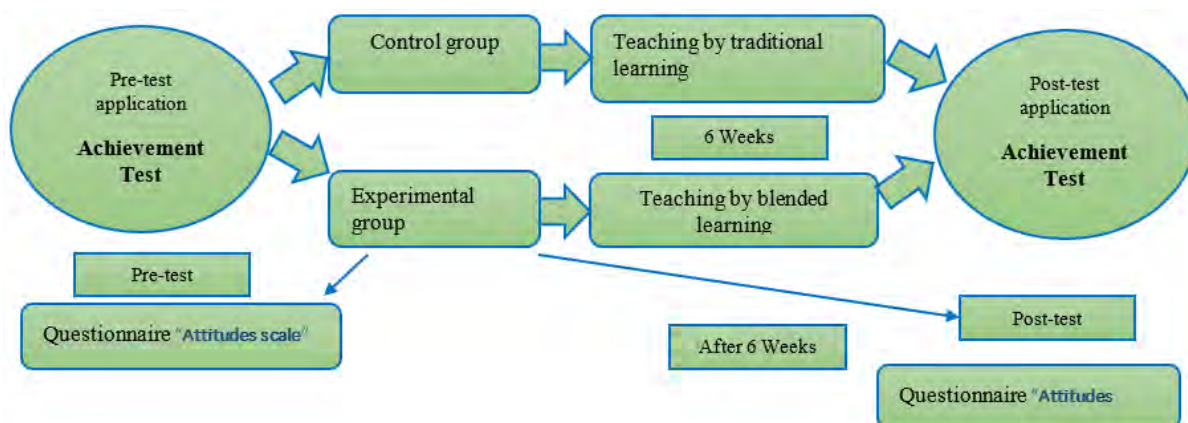 Pre-test
application
Achievement
Test
Control group
Teaching by traditional
learning
6 Weeks
Experimental
group
Teaching by blended
learning
Post-test
application
Achievement
Test
Pre-test
Questionnaire "Attitudes scale"
After 6 Weeks
Post-test
Questionnaire "Attitudes